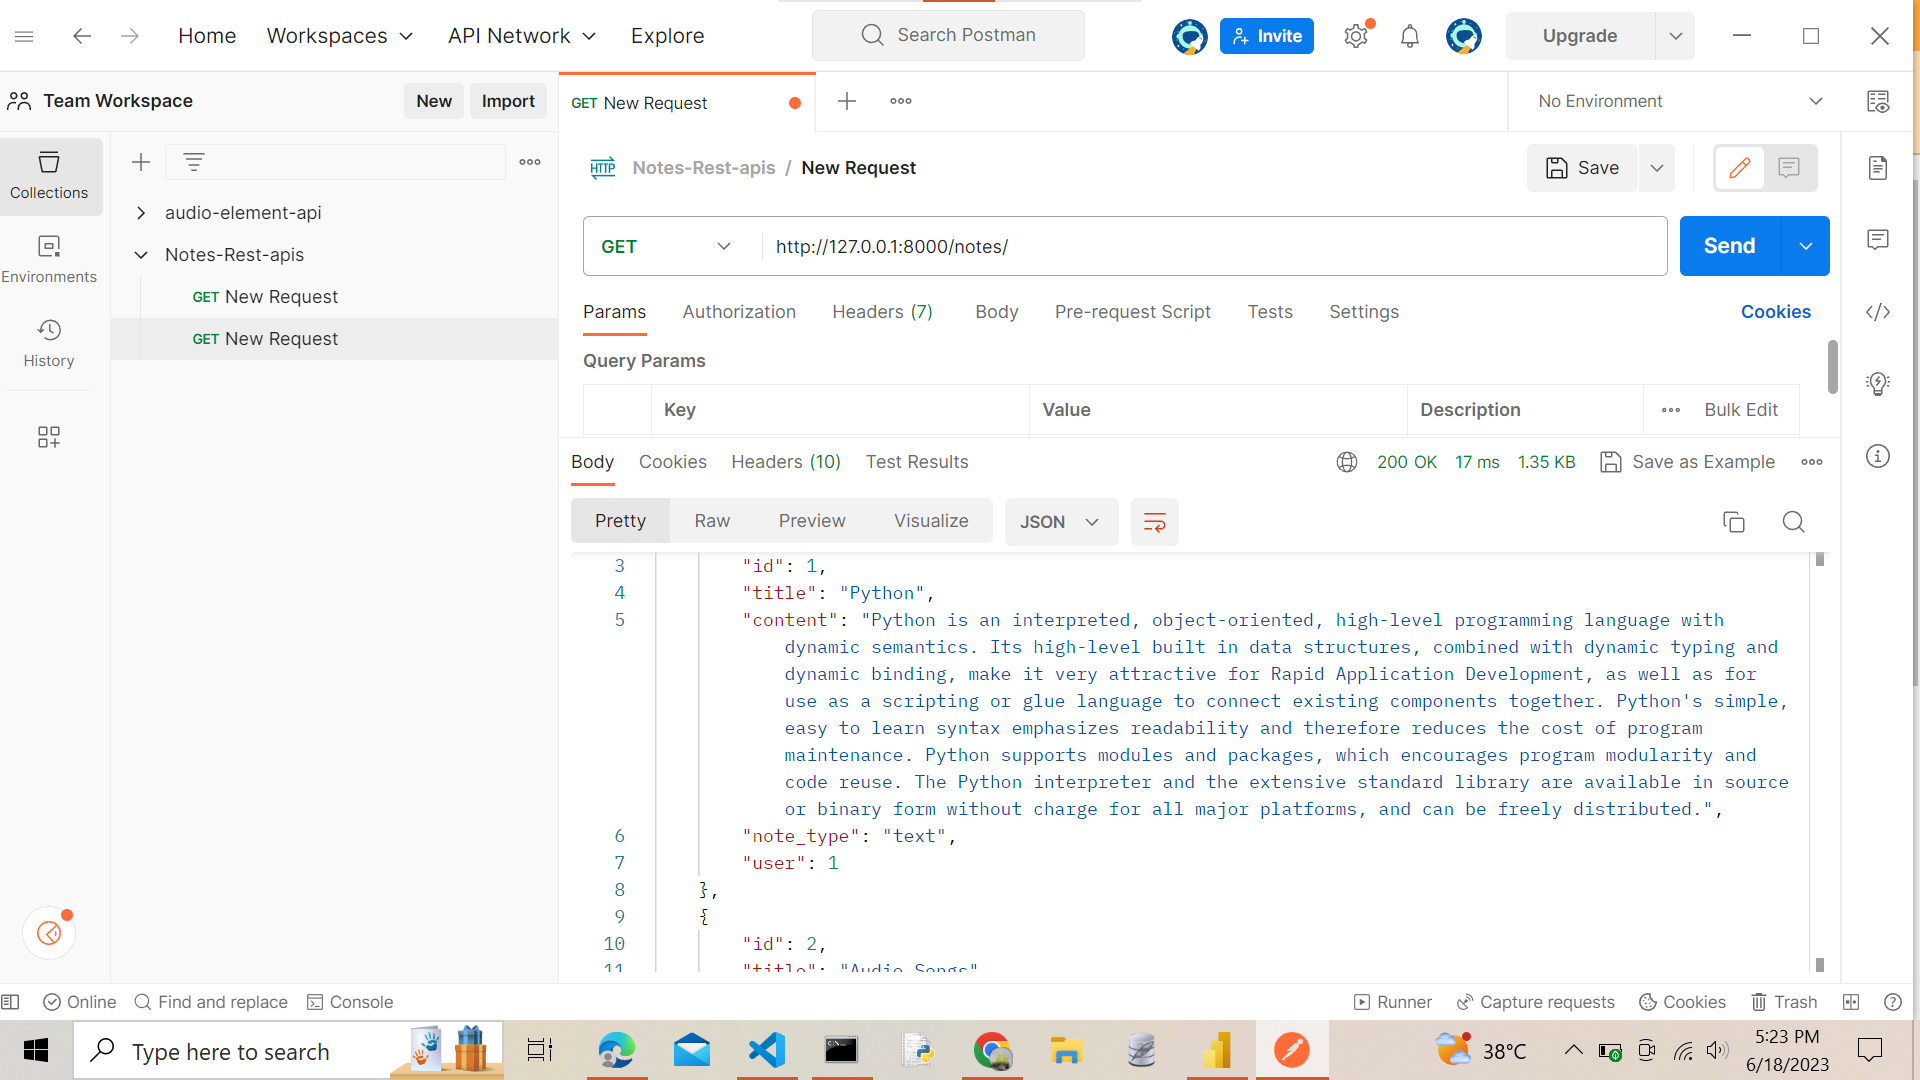 Home
Workspaces
API Network
Explore
Search Postman
Invite
Upgrade
Team Workspace
New
Import
GET New Request
No Environment
Collections
Environments
History
audio-element-api
Notes-Rest-apis
GET New Request
GET New Request
HTTP
Notes-Rest-apis / New Request
Save
GET
http://127.0.0.1:8000/notes/
Send
Params
Authorization
Headers (7)
Body
Pre-request Script
Tests
Settings
Cookies
Query Params
Key
Value
Description
Bulk Edit
Body
Cookies
Headers (10)
Test Results
200 OK
17 ms
1.35 KB
Save as Example
Pretty
Raw
Preview
Visualize
JSON
3 "id": 1,
4 "title": "Python",
5 "content": "Python is an interpreted, object-oriented, high-level programming language with
dynamic semantics. Its high-level built in data structures, combined with dynamic typing and
dynamic binding, make it very attractive for Rapid Application Development, as well as for
use as a scripting or glue language to connect existing components together. Python's simple,
easy to learn syntax emphasizes readability and therefore reduces the cost of program
maintenance. Python supports modules and packages, which encourages program modularity and
code reuse. The Python interpreter and the extensive standard library are available in source
or binary form without charge for all major platforms, and can be freely distributed.",
6 "note_type": "text",
7 "user": 1
8 },
9 {
10 "id": 2,
11 "title": "Audio Songs"
Online
Find and replace
Console
Runner
Capture requests
Cookies
Trash
Type here to search
38°C
5:23 PM
6/18/2023